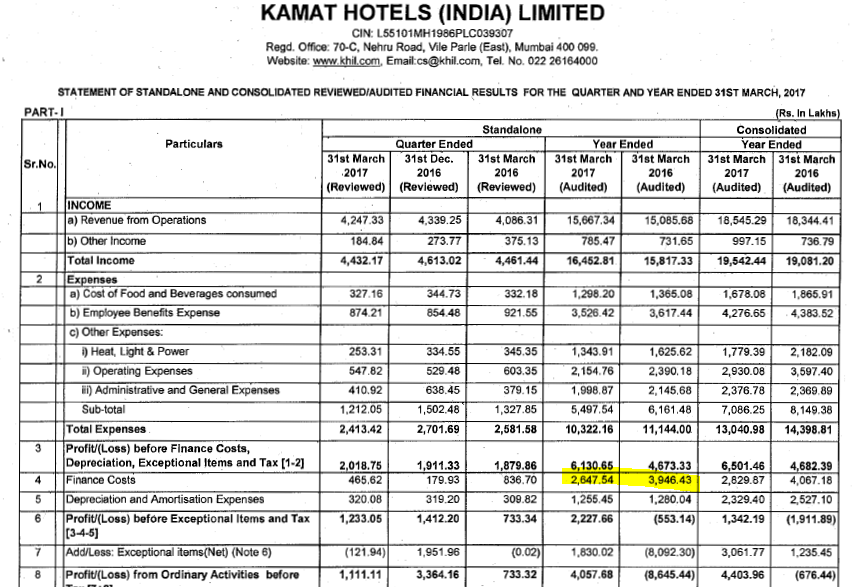 KAMAT HOTELS (INDIA) LIMITED
CIN: L55101MH1986PLC039307
Regd. Office: 70-C, Nehru Road, Vile Parle (East), Mumbai 400 099.
Website: www.khil.com, Email:cs@khil.com, Tel. No. 022 26164000
STATEMENT OF STANDALONE AND CONSOLIDATED REVIEWED/AUDITED FINANCIAL RESULTS FOR THE QUARTER AND YEAR ENDED 31ST MARCH, 2017
PART- I (Rs. In Lakhs)
Sr.No. Particulars Standalone Consolidated
Quarter Ended Year Ended Year Ended
31st March 31st Dec. 31st March 31st March 31st March 31st March 31st March
2017 2016 2016 2017 2016 2017 2016
(Reviewed) (Reviewed) (Reviewed) (Audited) (Audited) (Audited) (Audited)
1 INCOME
a) Revenue from Operations 4,247.33 4,339.25 4,086.31 15,667.34 15,085.68 18,545.29 18,344.41
b) Other Income 184.84 273.77 375.13 785.47 731.65 997.15 736.79
Total Income 4,432.17 4,613.02 4,461.44 16,452.81 15,817.33 19,542.44 19,081.20
2 Expenses
a) Cost of Food and Beverages consumed 327.16 344.73 332.18 1,298.20 1,365.08 1,678.08 1,865.91
b) Employee Benefits Expense 874.21 854.48 921.55 3,526.42 3,617.44 4,276.65 4,383.52
c) Other Expenses:
i) Heat, Light & Power 253.31 334.55 345.35 1,343.91 1,625.62 1,779.39 2,182.09
ii) Operating Expenses 547.82 529.48 603.35 2,154.76 2,390.18 2,930.08 3,597.40
iii) Administrative and General Expenses 410.92 638.45 379.15 1,998.87 2,145.68 2,376.78 2,369.89
Sub-total 1,212.05 1,502.48 1,327.85 5,497.54 6,161.48 7,086.25 8,149.38
Total Expenses 2,413.42 2,701.69 2,581.58 10,322.16 11,144.00 13,040.98 14,398.81
3 Profit/(Loss) before Finance Costs,
Depreciation, Exceptional Items and Tax [1-2] 2,018.75 1,911.33 1,879.86 6,130.65 4,673.33 6,501.46 4,682.39
4 Finance Costs 465.62 179.93 836.70 2,647.54 3,946.43 2,829.87 4,067.18
5 Depreciation and Amortisation Expenses 320.08 319.20 309.82 1,255.45 1,280.04 2,329.40 2,527.10
6 Profit/(Loss) before Exceptional Items and Tax 1,233.05 1,412.20 733.34 2,227.66 (553.14) 1,342.19 (1,911.89)
[3-4-5]
7 Add/Less: Exceptional items(Net) (Note 6) (121.94) 1,951.96 (0.02) 1,830.02 (8,092.30) 3,061.77 1,235.45
8 Profit/(Loss) from Ordinary Activities before 1,111.11 3,364.16 733.32 4,057.68 (8,645.44) 4,403.96 (676.44)